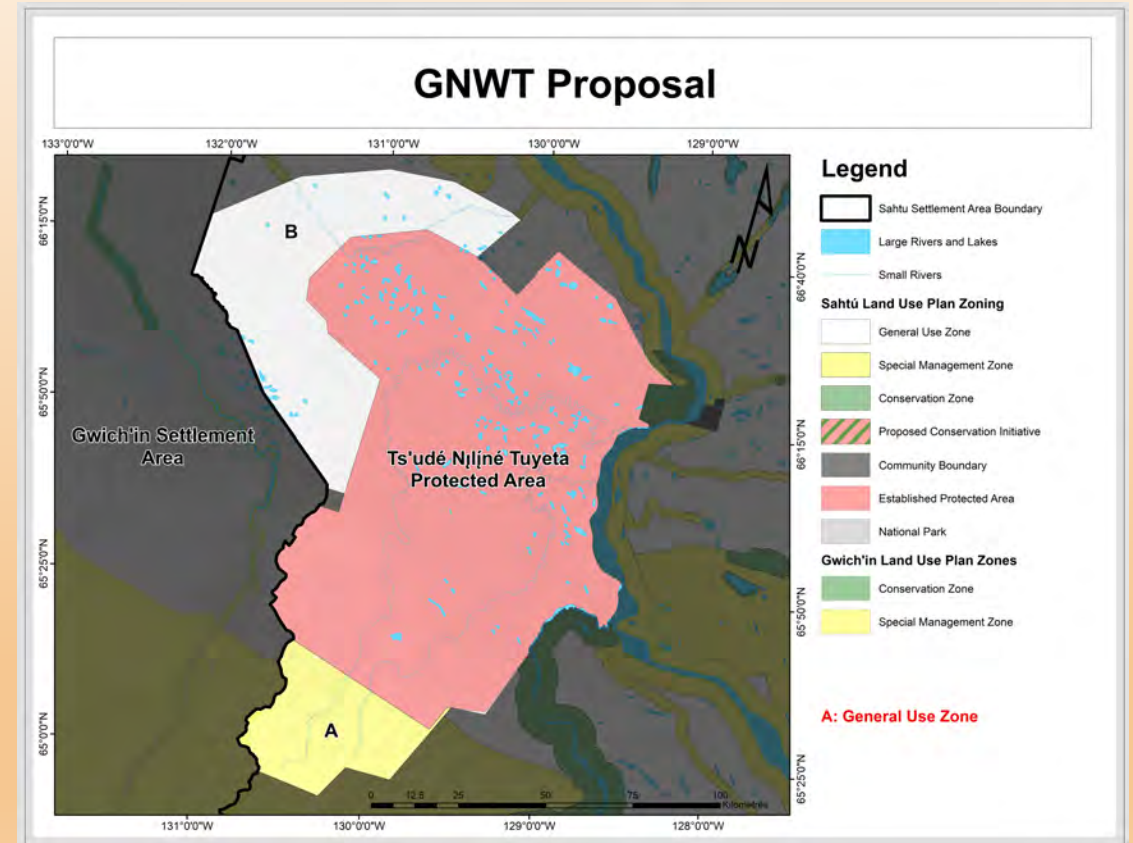 GNWT Proposal
133°0'0"W
132°0'0"W
131°0'0"W
130°0'0"W
129°0'0"W
66°15'0"N
65°50'0"N
65°25'0"N
65°0'0"N
66°40'0"N
66°15'0"N
65°50'0"N
65°25'0"N
B
Gwich'in Settlement
Area
Ts'udé Nı̨lı̨né Tuyeta
Protected Area
A
N
0 12.5 25 50 75 100
Kilometres
131°0'0"W
130°0'0"W
129°0'0"W
128°0'0"W
Legend
Sahtu Settlement Area Boundary
Large Rivers and Lakes
Small Rivers
Sahtú Land Use Plan Zoning
General Use Zone
Special Management Zone
Conservation Zone
Proposed Conservation Initiative
Community Boundary
Established Protected Area
National Park
Gwich'in Land Use Plan Zones
Conservation Zone
Special Management Zone
A: General Use Zone